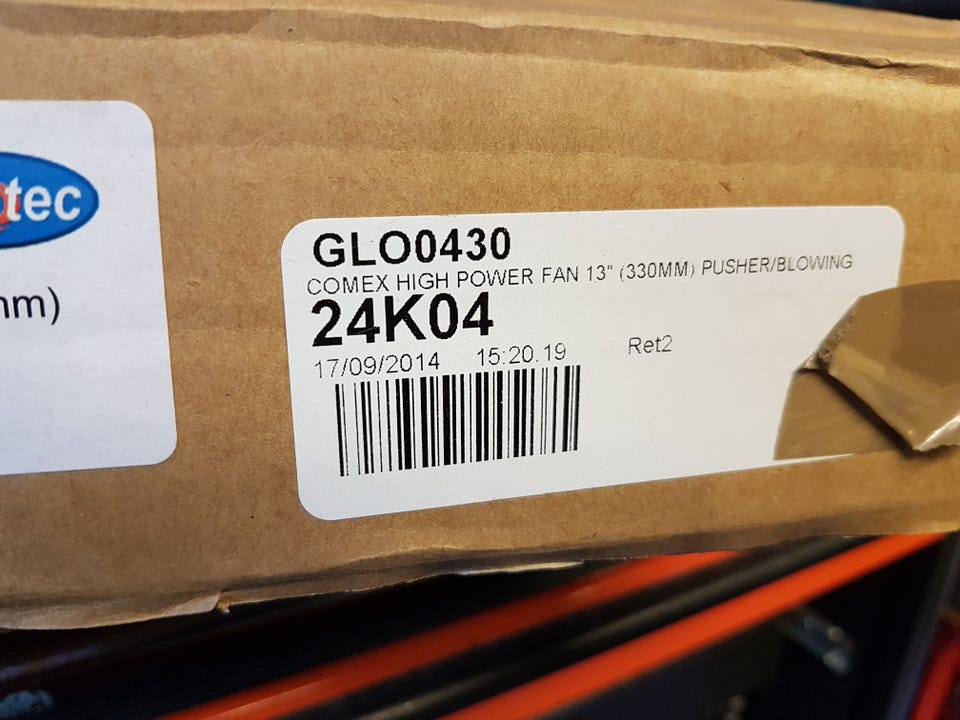 tec
mm)
GLO0430
COMEX HIGH POWER FAN 13" (330MM) PUSHER/BLOWING
24K04
17/09/2014 15:20.19 Ret2